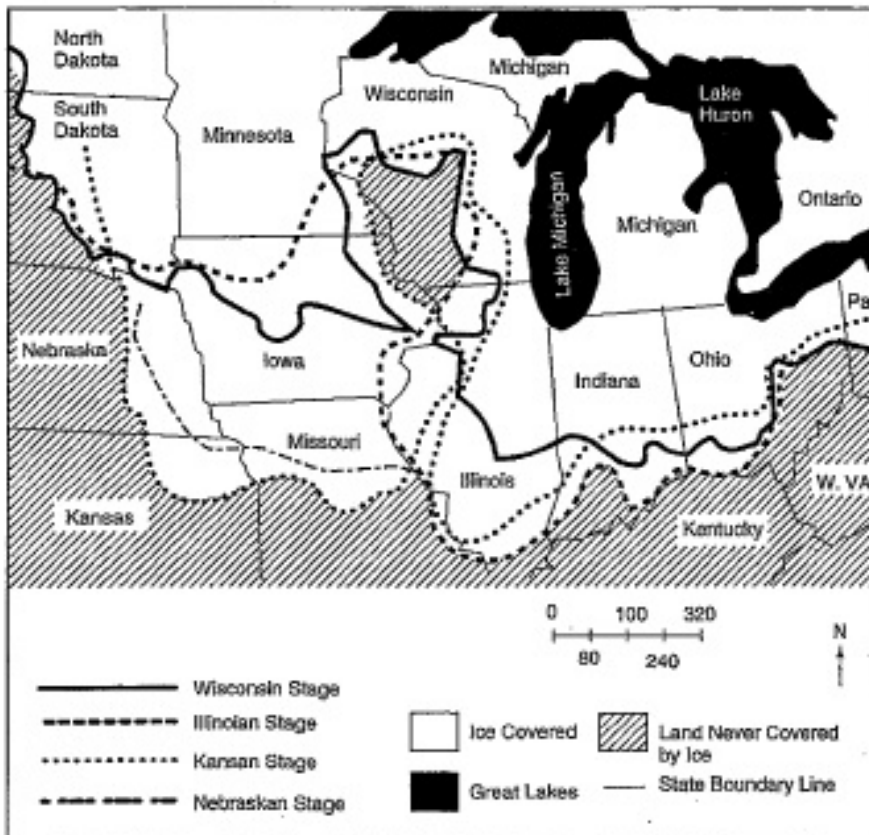 North
Dakota
South
Dakota
Minnesota
Wisconsin
Michigan
Lake
Huron
Ontario
Lake Michigan
Michigan
Pa
Nebraska
Iowa
Indiana
Ohio
Missouri
Illinois
W. VA
Kansas
Kentucky
0 100 320
80 240
N
Wisconsin Stage
Illinoian Stage
Kansan Stage
Nebraskan Stage
Ice Covered
Great Lakes
Land Never Covered
by Ice
State Boundary Line